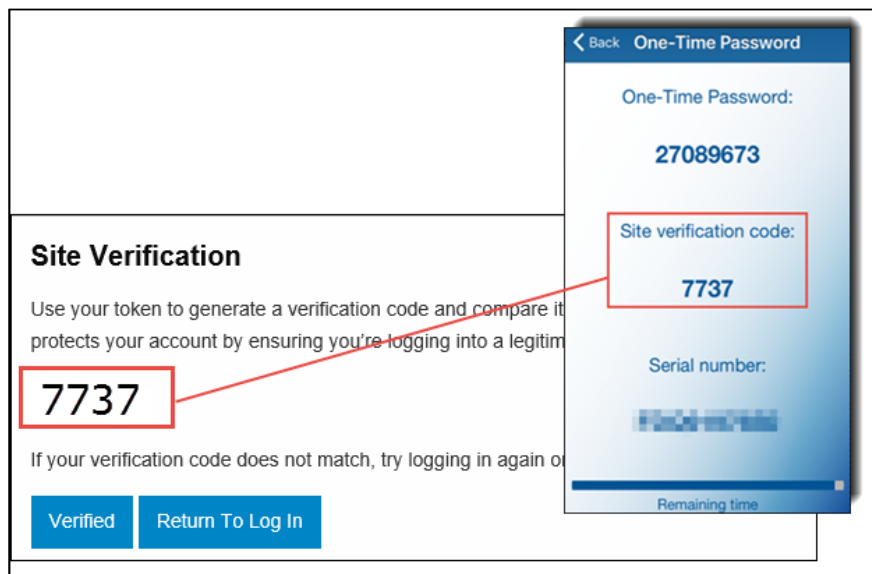 Back One-Time Password
One-Time Password:
27089673
Site verification code:
7737
Serial number:
Remaining time
Site Verification
Use your token to generate a verification code and compare it
protects your account by ensuring you're logging into a legitim
7737
If your verification code does not match, try logging in again
Verified
Return To Log In